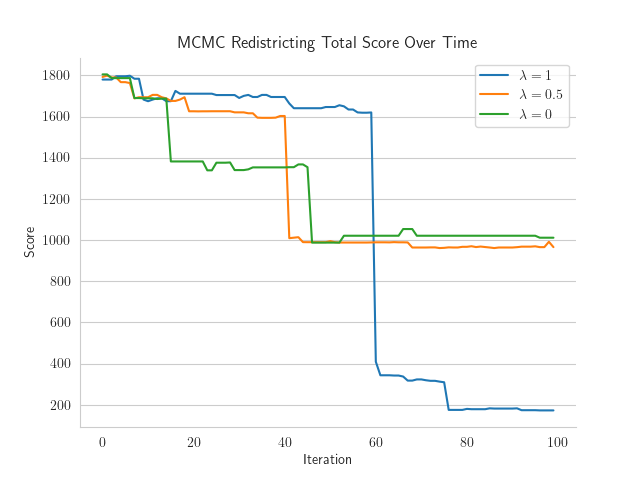 MCMC Redistricting Total Score Over Time
λ = 1
λ = 0.5
λ = 0
Score
1800
1600
1400
1200
1000
800
600
400
200
0 20 40 60 80 100
Iteration